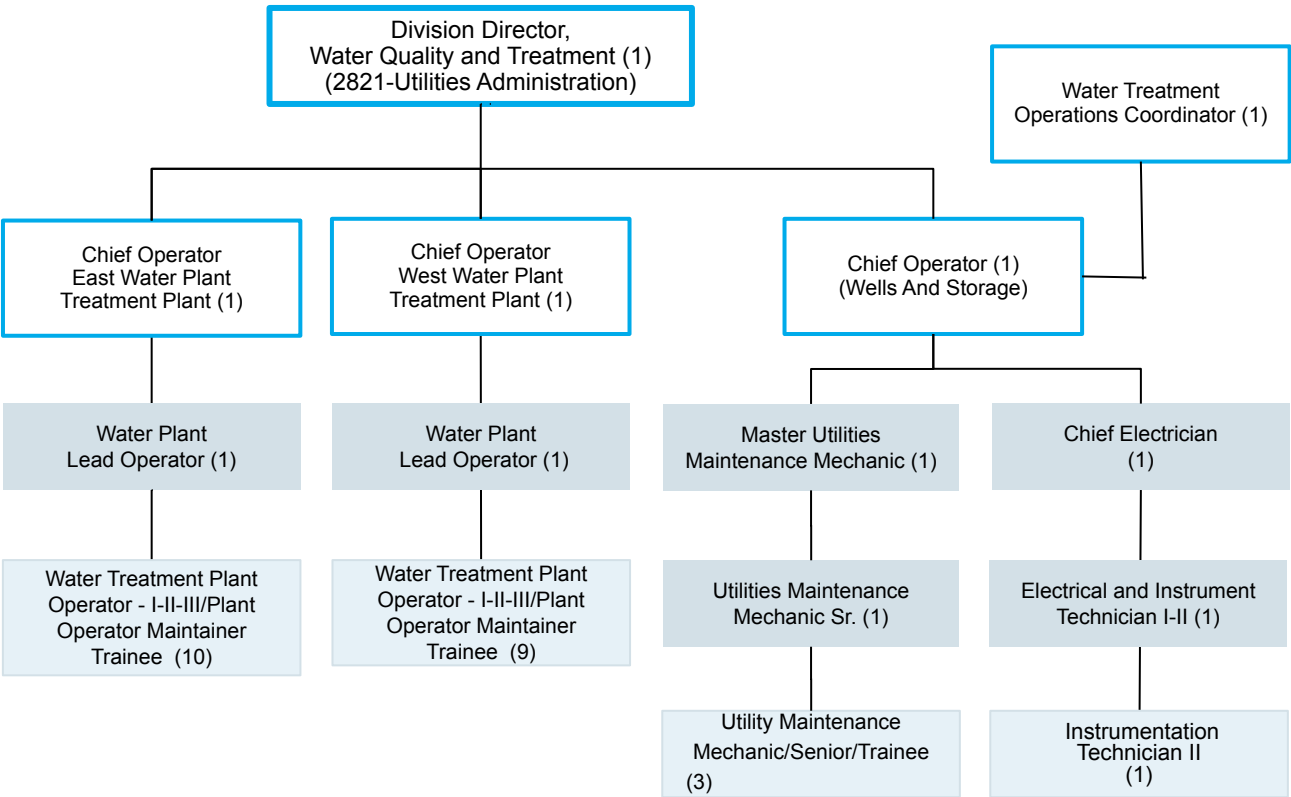 Division Director,
Water Quality and Treatment (1)
(2821-Utilities Administration)
Water Treatment
Operations Coordinator (1)
Chief Operator
East Water Plant
Treatment Plant (1)
Chief Operator
West Water Plant
Treatment Plant (1)
Chief Operator (1)
(Wells And Storage)
Water Plant
Lead Operator (1)
Water Plant
Lead Operator (1)
Master Utilities
Maintenance Mechanic (1)
Chief Electrician
(1)
Water Treatment Plant
Operator - I-II-III/Plant
Operator Maintainer
Trainee (10)
Water Treatment Plant
Operator - I-II-III/Plant
Operator Maintainer
Trainee (9)
Utilities Maintenance
Mechanic Sr. (1)
Electrical and Instrument
Technician I-II (1)
Utility Maintenance
Mechanic/Senior/Trainee
(3)
Instrumentation
Technician II
(1)